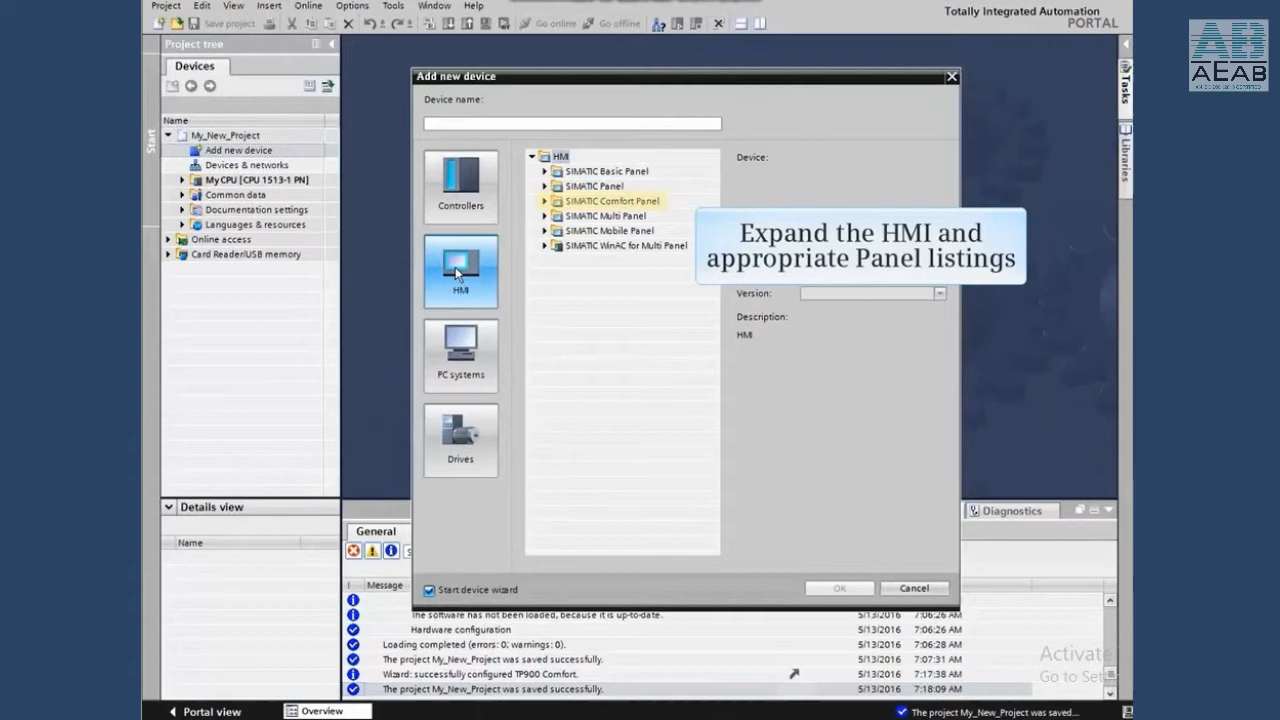 Project Edit View Insert Online Options Tools Window Help
Totally Integrated Automation
PORTAL
Save project
Go online
Go offline
Project tree
Devices
Name
My_New_Project
Add new device
Devices & networks
My CPU [CPU 1513-1 PN]
Common data
Documentation settings
Languages & resources
Online access
Card Reader/USB memory
Start
Details view
Name
Add new device
Device name:
Controllers
HMI
PC systems
Drives
HMI
SIMATIC Basic Panel
SIMATIC Panel
SIMATIC Comfort Panel
SIMATIC Multi Panel
SIMATIC Mobile Panel
SIMATIC WinAC for Multi Panel
Device:
Expand the HMI and
appropriate Panel listings
Version:
Description:
HMI
Start device wizard
OK
Cancel
Tasks
Libraries
AEAB
General
Diagnostics
! Message
The software has not been loaded, because it is up-to-date. 5/13/2016 7:06:26 AM
Hardware configuration 5/13/2016 7:06:26 AM
Loading completed (errors: 0; warnings: 0). 5/13/2016 7:06:28 AM
The project My_New_Project was saved successfully. 5/13/2016 7:07:31 AM
Wizard: successfully configured TP900 Comfort. 5/13/2016 7:17:38 AM
The project My_New_Project was saved successfully. 5/13/2016 7:18:09 AM
Activate
Go to Set
Portal view
Overview
The project My_New_Project was saved...